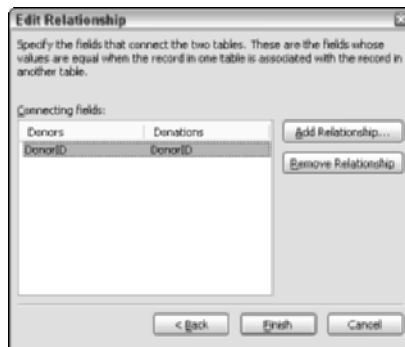 Edit Relationship
Specify the fields that connect the two tables. These are the fields whose
values are equal when the record in one table is associated with the record in
another table.
Connecting fields:
Donors Donations
DonorID DonorID
Add Relationship...
Remove Relationship
< Back Finish Cancel